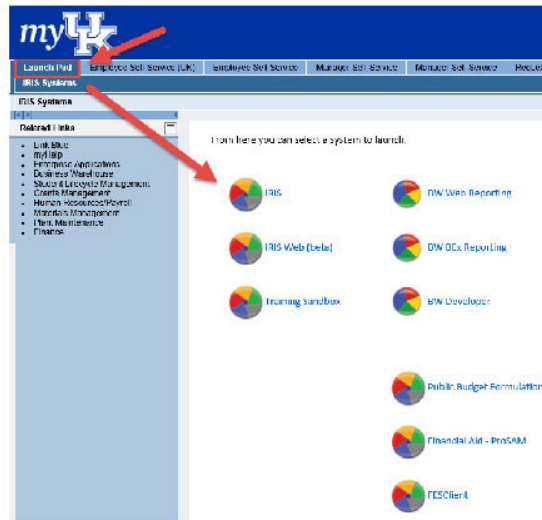 myUK
Launch Pad Employee Self-Service (UK) Employee Self Service Manager Self-Service Manager Self-Service
IRIS Systems
IRIS Systems
Related Links
Link Blue
myHelp
Enterprise Applications
Business Warehouse
Student Lifecycle Management
Grants Management
Human Resources/Payroll
Materials Management
Plant Maintenance
Finance
From here you can select a system to launch.
IRIS BW Web Reporting
IRIS Web (beta) BW BEx Reporting
Training Sandbox BW Developer
Public Budget Formulation
Financial Aid - ProSAM
FESClient